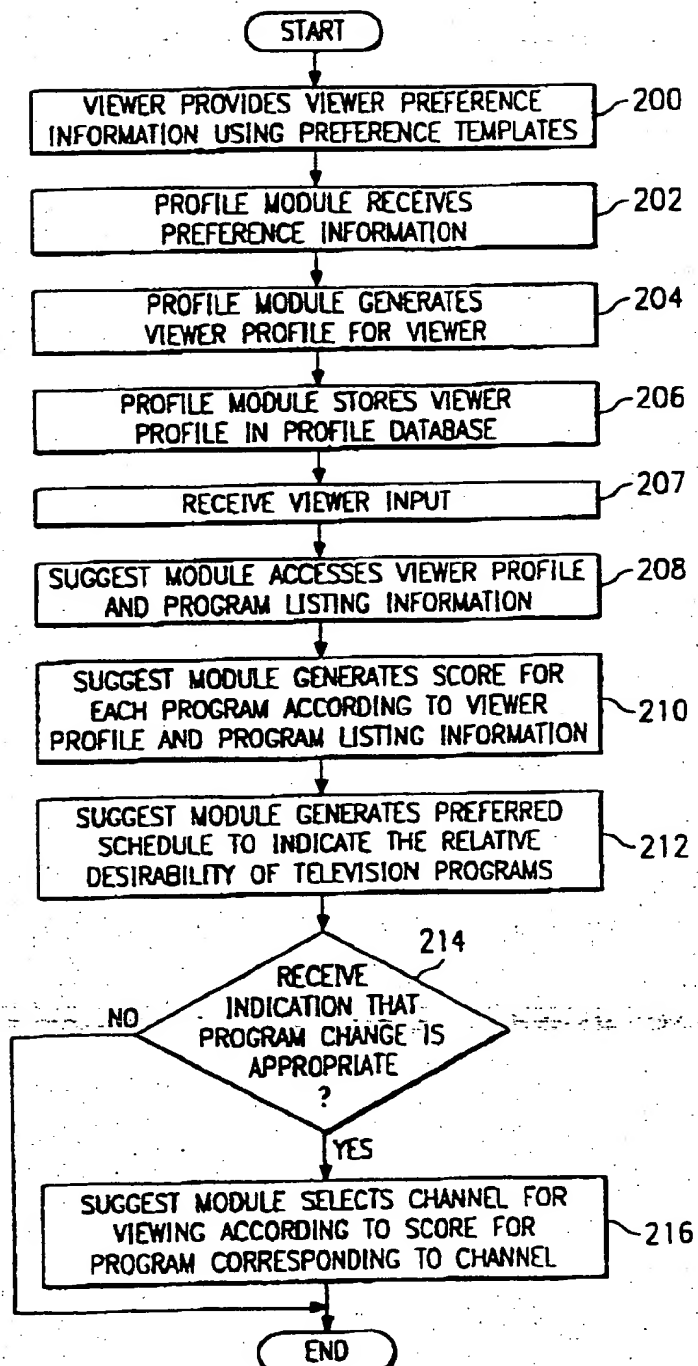 START
VIEWER PROVIDES VIEWER PREFERENCE
INFORMATION USING PREFERENCE TEMPLATES
200
PROFILE MODULE RECEIVES
PREFERENCE INFORMATION
202
PROFILE MODULE GENERATES
VIEWER PROFILE FOR VIEWER
204
PROFILE MODULE STORES VIEWER
PROFILE IN PROFILE DATABASE
206
RECEIVE VIEWER INPUT
207
SUGGEST MODULE ACCESSES VIEWER PROFILE
AND PROGRAM LISTING INFORMATION
208
SUGGEST MODULE GENERATES SCORE FOR
EACH PROGRAM ACCORDING TO VIEWER
PROFILE AND PROGRAM LISTING INFORMATION
210
SUGGEST MODULE GENERATES PREFERRED
SCHEDULE TO INDICATE THE RELATIVE
DESIRABILITY OF TELEVISION PROGRAMS
212
214
RECEIVE
INDICATION THAT
PROGRAM CHANGE IS
APPROPRIATE
?
NO
YES
SUGGEST MODULE SELECTS CHANNEL FOR
VIEWING ACCORDING TO SCORE FOR
PROGRAM CORRESPONDING TO CHANNEL
216
END